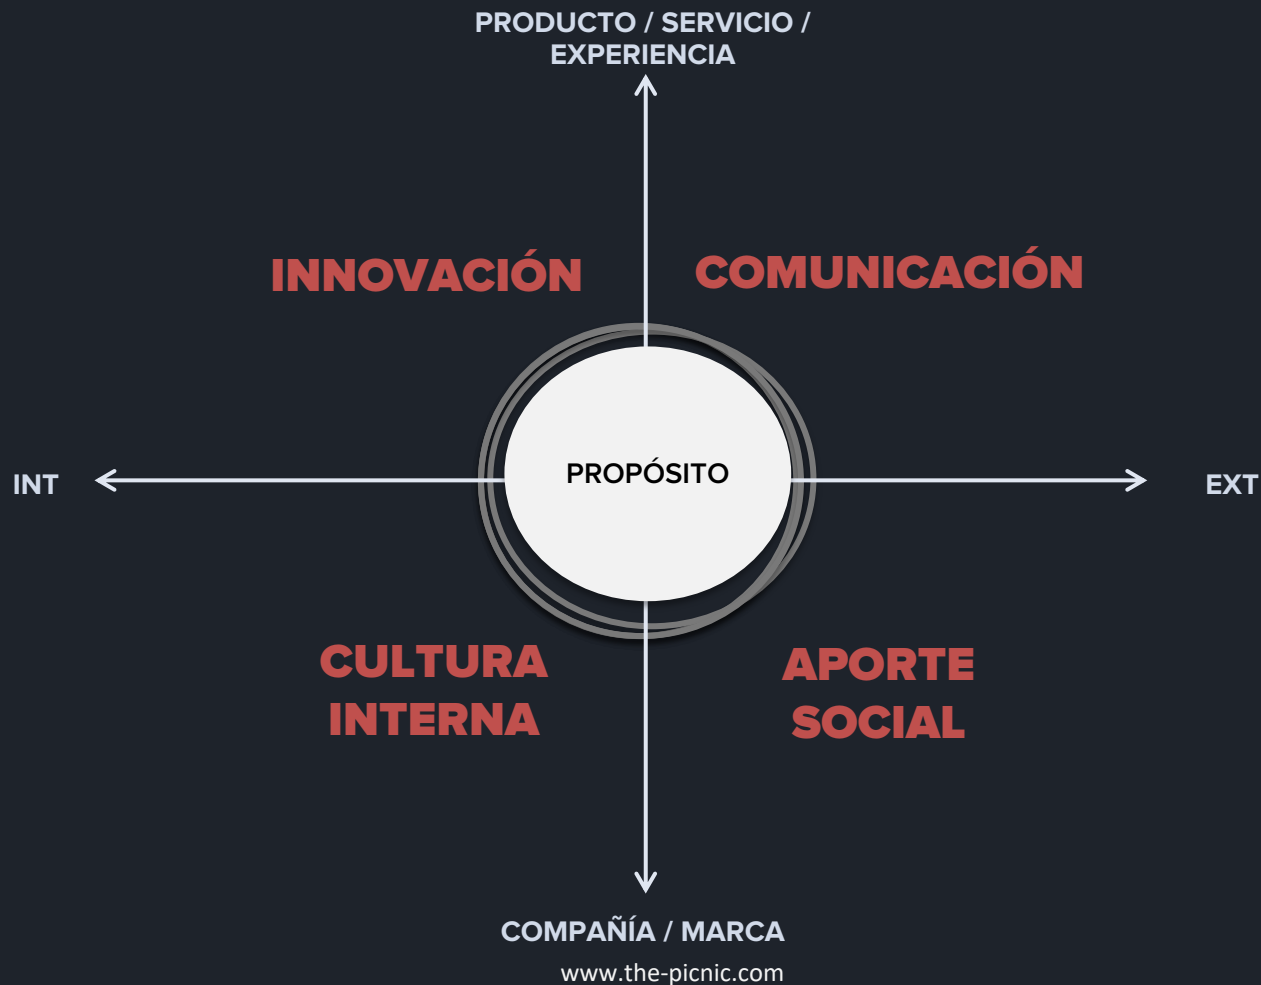 PRODUCTO / SERVICIO /
EXPERIENCIA
INNOVACIÓN
COMUNICACIÓN
INT
PROPÓSITO
EXT
CULTURA
INTERNA
APORTE
SOCIAL
COMPAÑÍA / MARCA
www.the-picnic.com